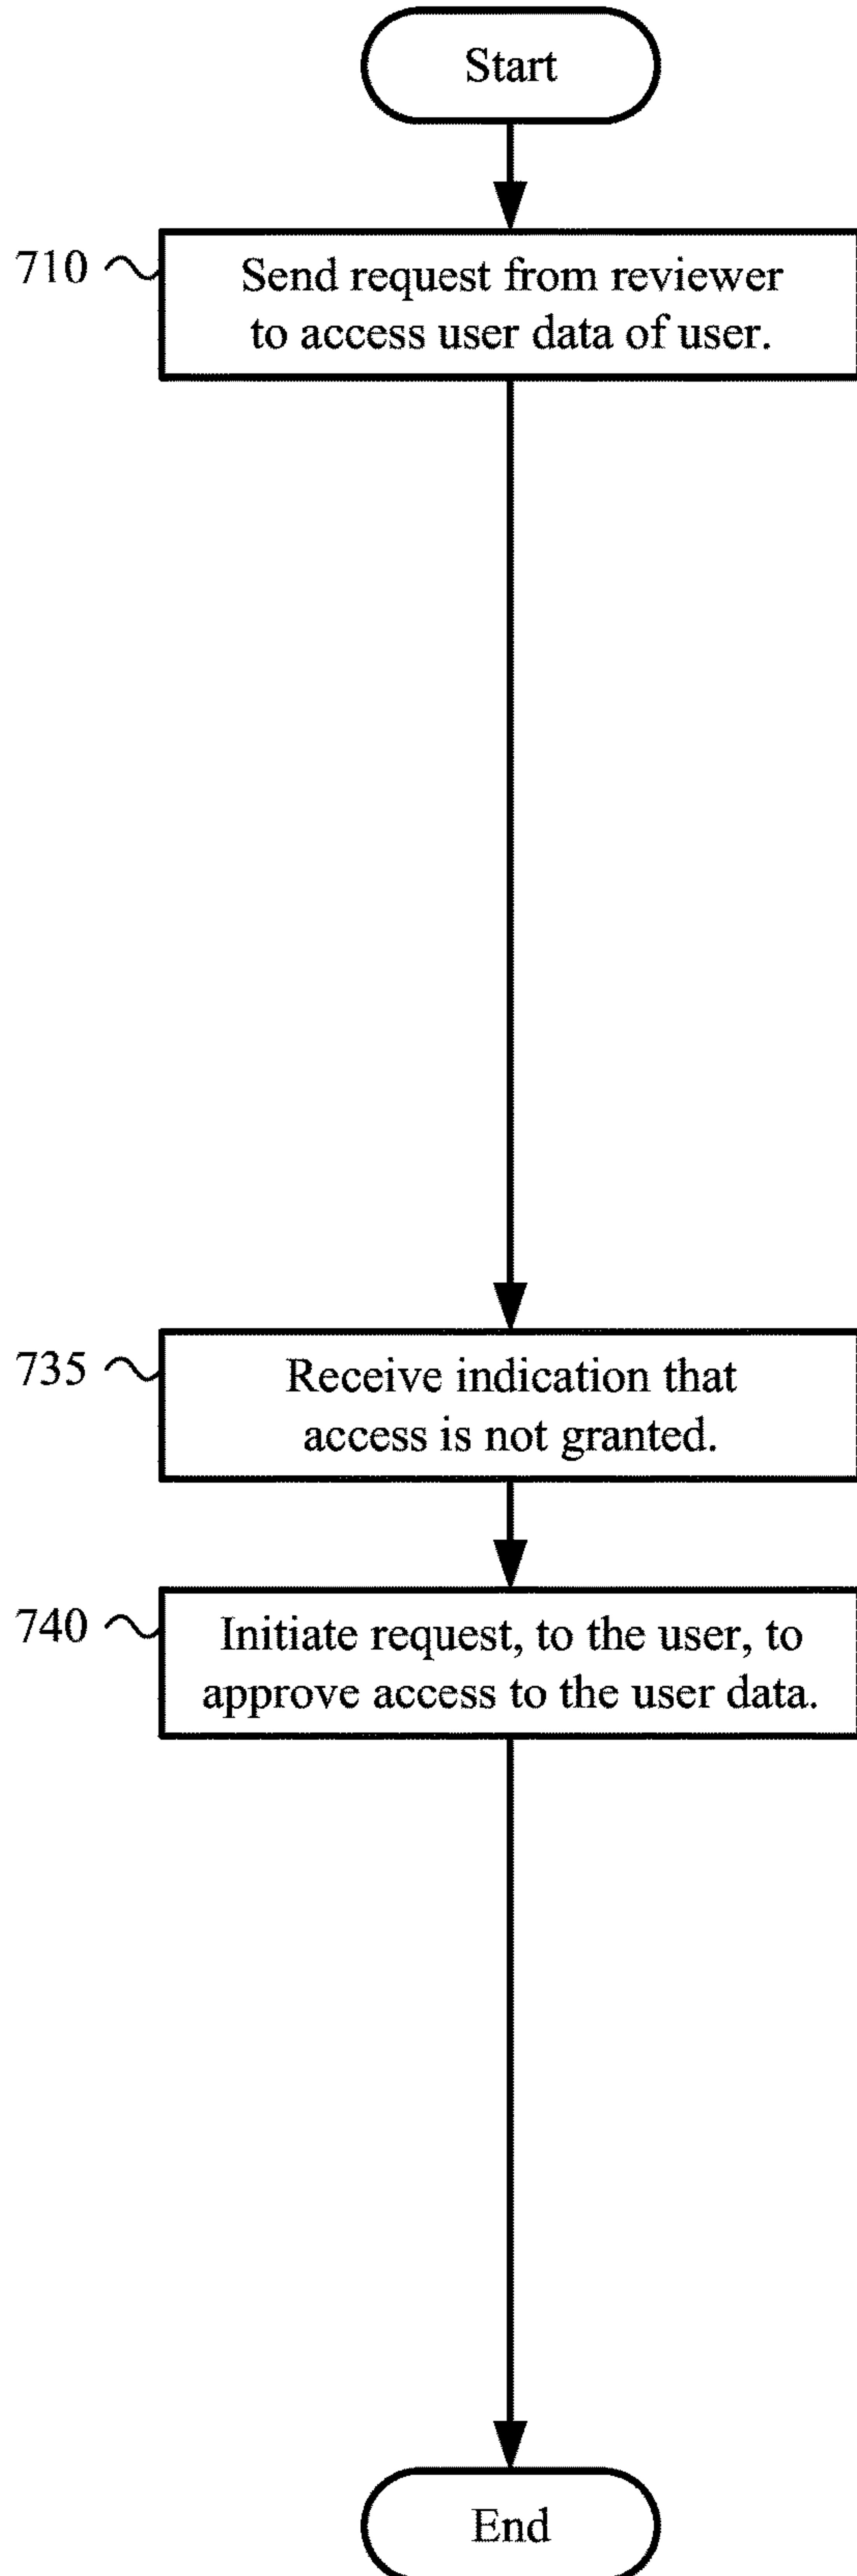 Start
710
Send request from reviewer
to access user data of user.
735
Receive indication that
access is not granted.
740
Initiate request, to the user, to
approve access to the user data.
End